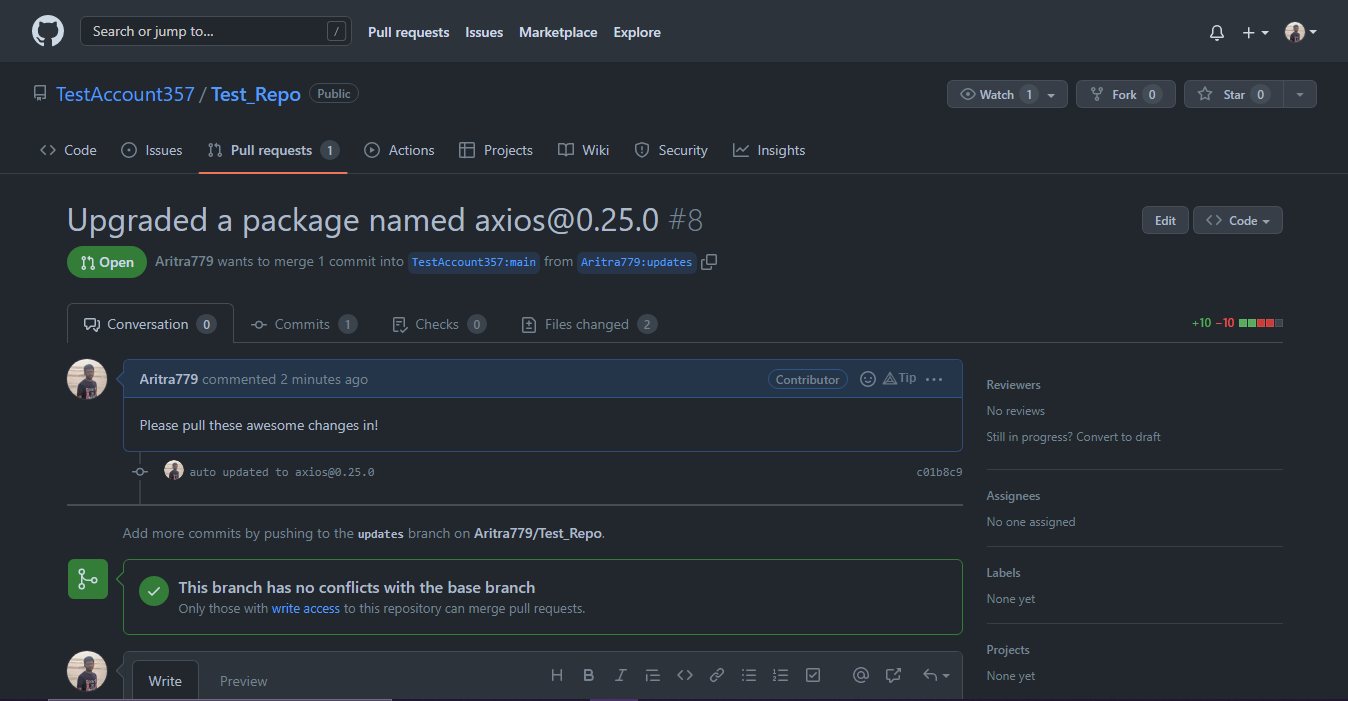 Search or jump to... /
Pull requests Issues Marketplace Explore
TestAccount357 / Test_Repo Public
Watch 1 Fork 0 Star 0
Code Issues Pull requests 1 Actions Projects Wiki Security Insights
Upgraded a package named axios@0.25.0 #8
Edit Code
Open Aritra779 wants to merge 1 commit into TestAccount357:main from Aritra779:updates
Conversation 0 Commits 1 Checks 0 Files changed 2
+10 −10
Aritra779 commented 2 minutes ago
Contributor Tip
Please pull these awesome changes in!
auto updated to axios@0.25.0 c01b8c9
Add more commits by pushing to the updates branch on Aritra779/Test_Repo.
This branch has no conflicts with the base branch
Only those with write access to this repository can merge pull requests.
Write Preview
H B I @
Reviewers
No reviews
Still in progress? Convert to draft
Assignees
No one assigned
Labels
None yet
Projects
None yet